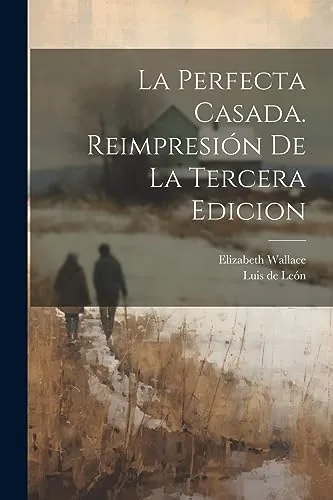 La Perfecta
Casada.
Reimpresión De
La Tercera
Edicion
Elizabeth Wallace
Luis de León